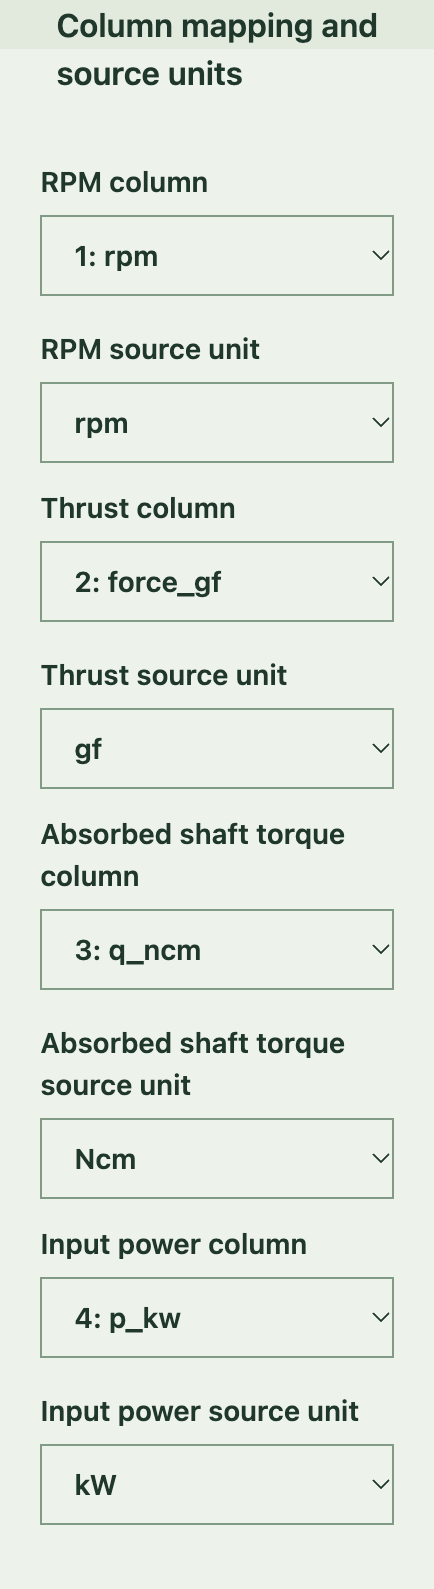 Column mapping and
source units
RPM column
1: rpm
RPM source unit
rpm
Thrust column
2: force_gf
Thrust source unit
gf
Absorbed shaft torque
column
3: q_ncm
Absorbed shaft torque
source unit
Ncm
Input power column
4: p_kw
Input power source unit
kW